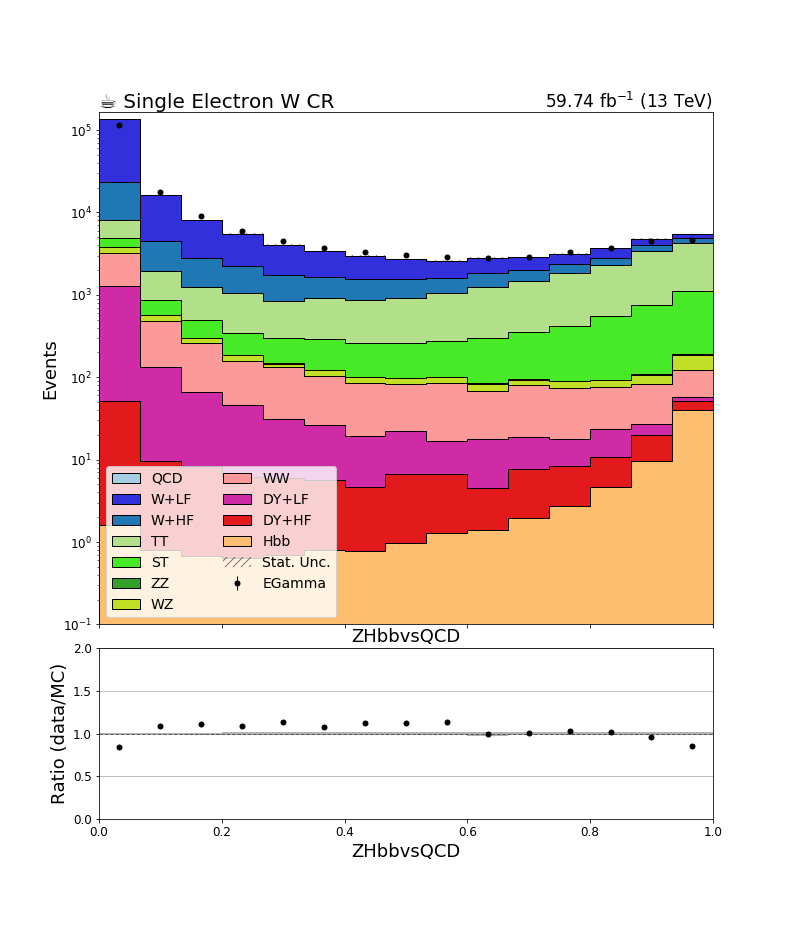 ☕ Single Electron W CR
59.74 fb⁻¹ (13 TeV)
Events
10⁵
10⁴
10³
10²
10¹
10⁰
10⁻¹
QCD
W+LF
W+HF
TT
ST
ZZ
WZ
WW
DY+LF
DY+HF
Hbb
Stat. Unc.
EGamma
ZHbbvsQCD
Ratio (data/MC)
2.0
1.5
1.0
0.5
0.0
0.0 0.2 0.4 0.6 0.8 1.0
ZHbbvsQCD